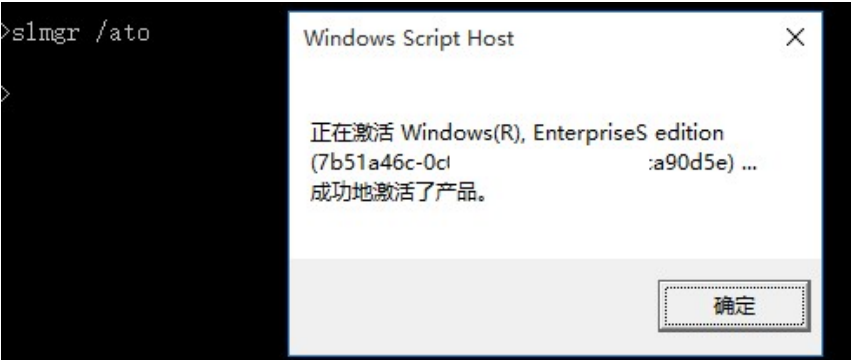 >slmgr /ato
>
Windows Script Host
正在激活 Windows(R), EnterpriseS edition
(7b51a46c-0c :a90d5e) ...
成功地激活了产品。
确定